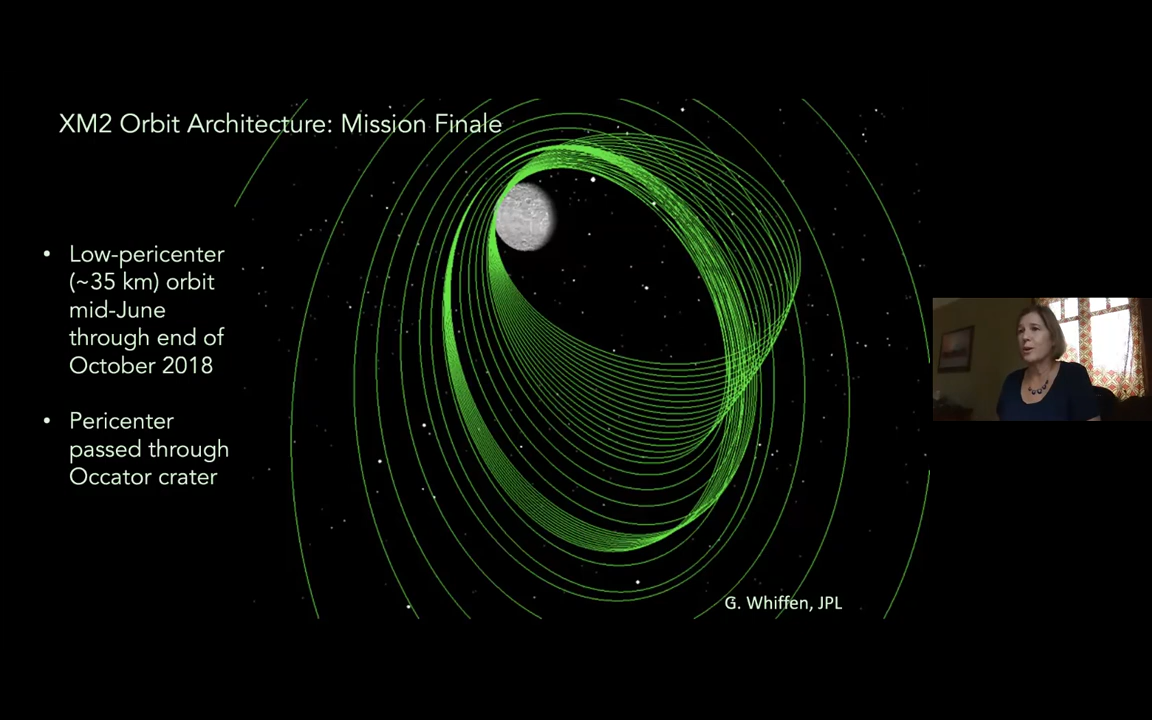 XM2 Orbit Architecture: Mission Finale
• Low-pericenter
(~35 km) orbit
mid-June
through end of
October 2018
• Pericenter
passed through
Occator crater
G. Whiffen, JPL